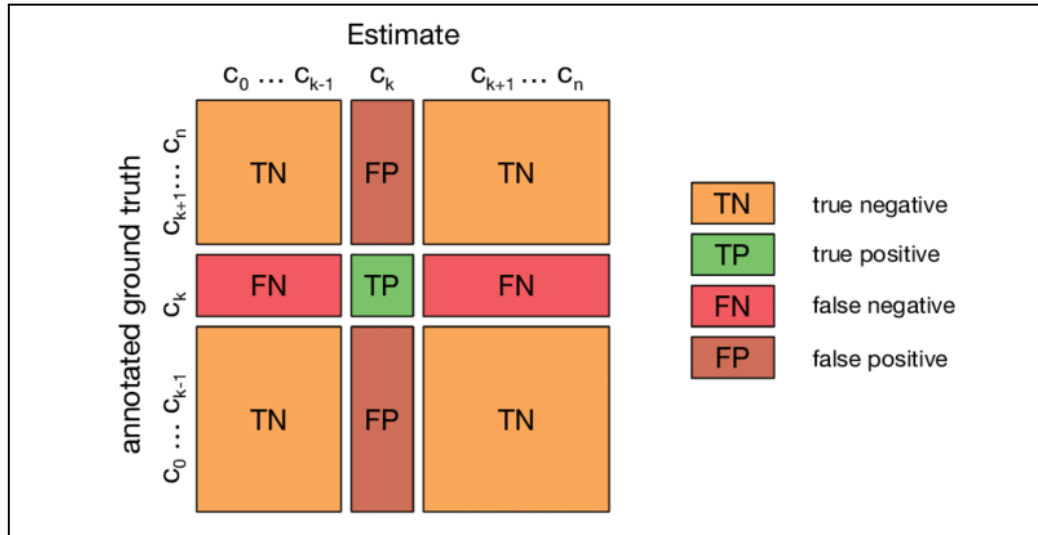 Estimate
c0 ... ck-1 ck ck+1 ... cn
annotated ground truth
ck+1 ... cn
TN FP TN
ck
FN TP FN
c0 ... ck-1
TN FP TN
TN true negative
TP true positive
FN false negative
FP false positive